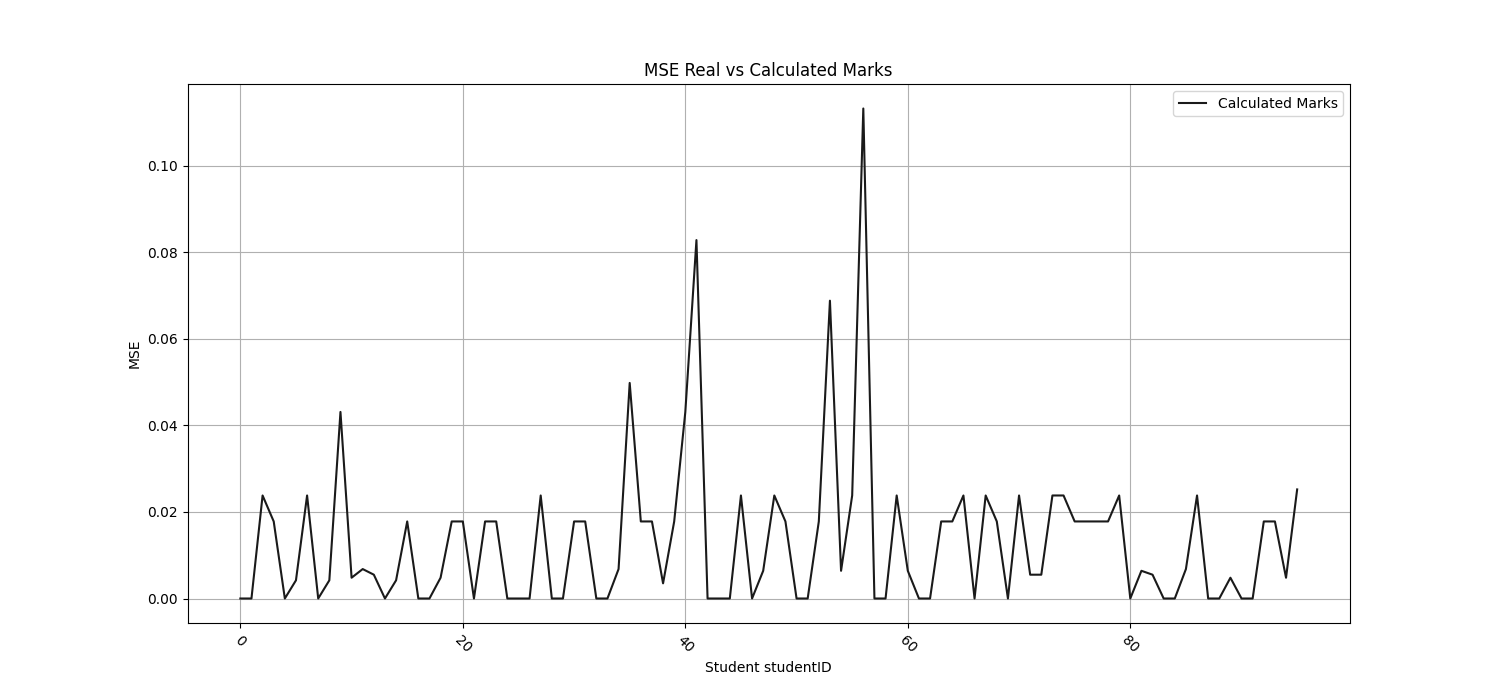 MSE Real vs Calculated Marks
Calculated Marks
0.10
0.08
0.06
0.04
0.02
0.00
MSE
0 20 40 60 80
Student studentID